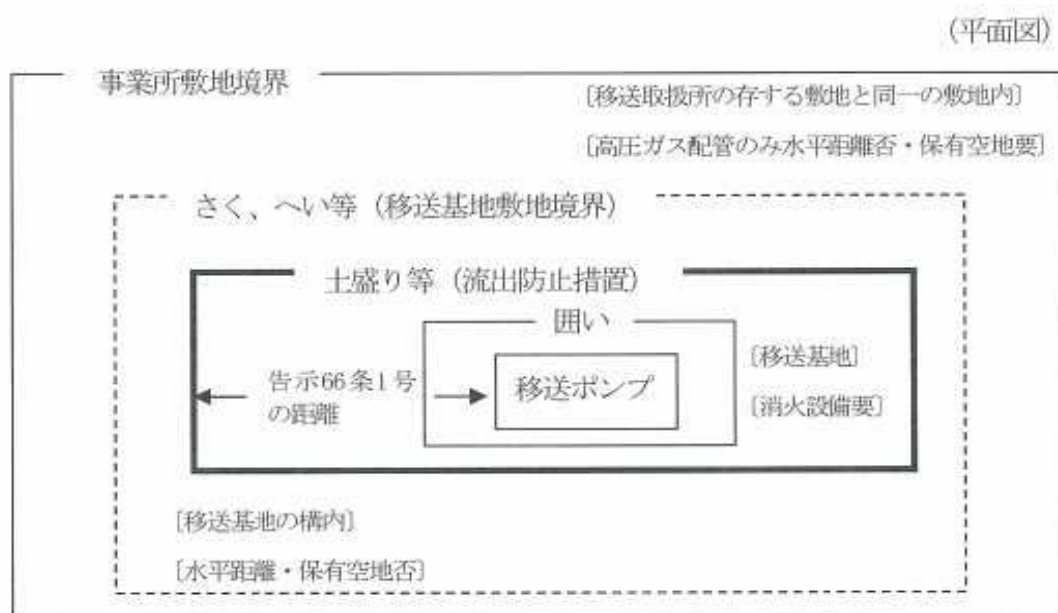 (平面図)
事業所敷地境界
〔移送取扱所の存する敷地と同一の敷地内〕
〔高圧ガス配管のみ水平距離否・保有空地要〕
さく、へい等(移送基地敷地境界)
土盛り等(流出防止措置)
囲い
告示66条1号
の距離
移送ポンプ
〔移送基地〕
〔消火設備要〕
〔移送基地の構内〕
〔水平距離・保有空地否〕